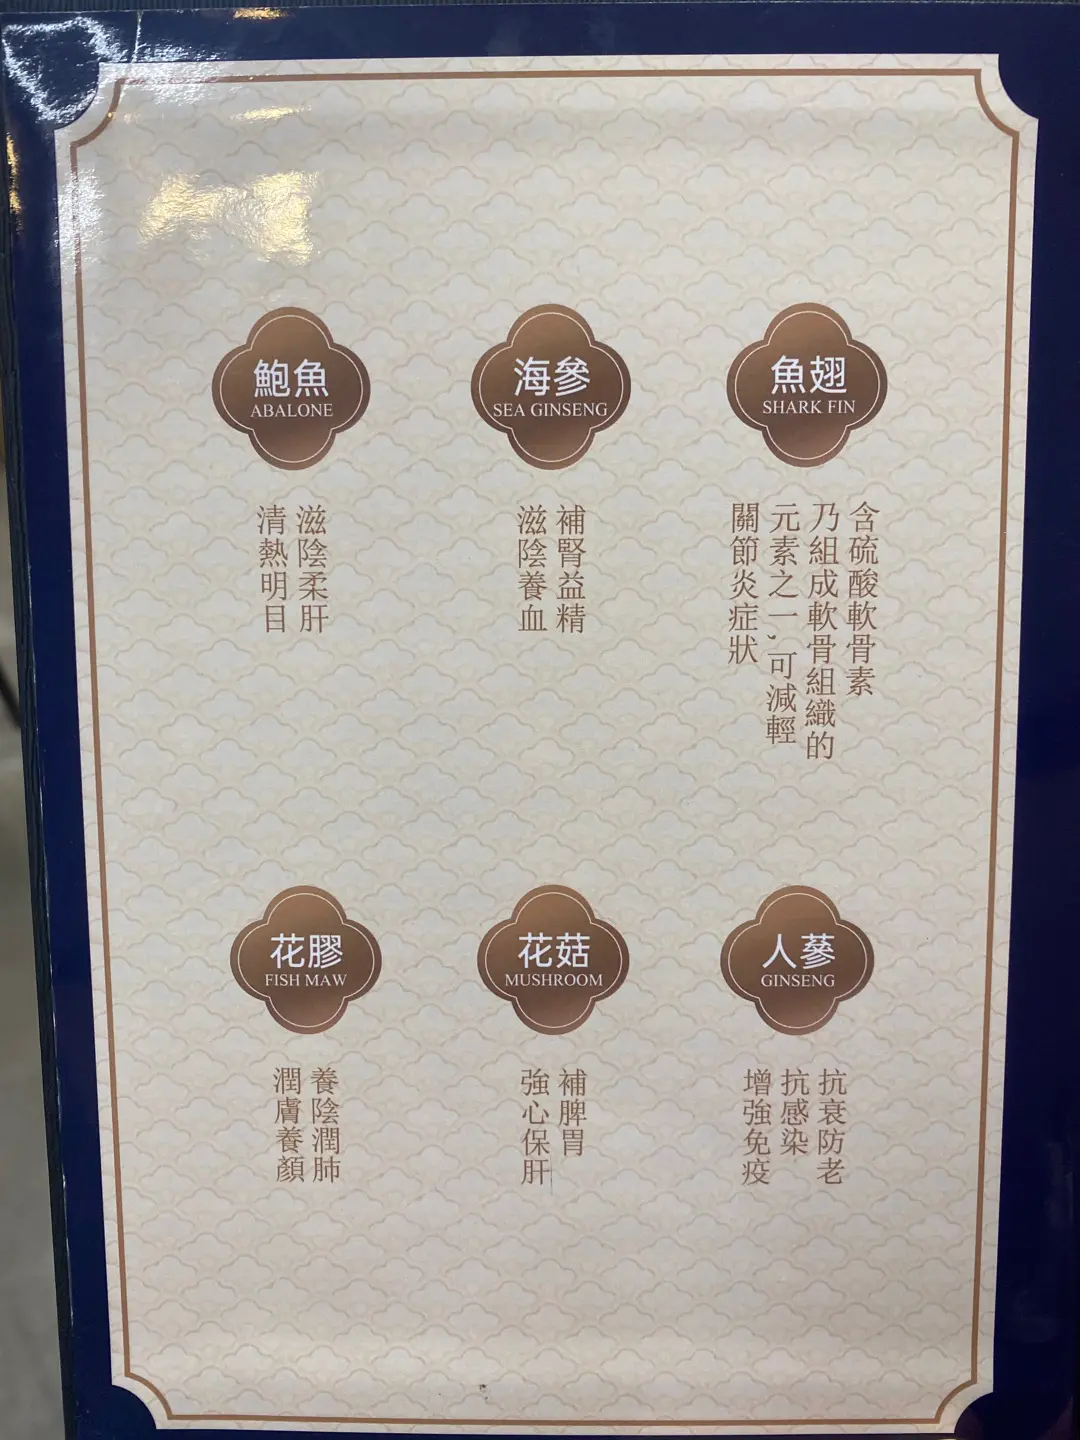 鮑魚
ABALONE
滋陰柔肝
清熱明目
海參
SEA GINSENG
補腎益精
滋陰養血
魚翅
SHARK FIN
含硫酸軟骨素
乃組成軟骨組織的
元素之一,可減輕
關節炎症狀
花膠
FISH MAW
養陰潤肺
潤膚養顏
花菇
MUSHROOM
補脾胃
強心保肝
人蔘
GINSENG
抗衰防老
抗感染
增強免疫